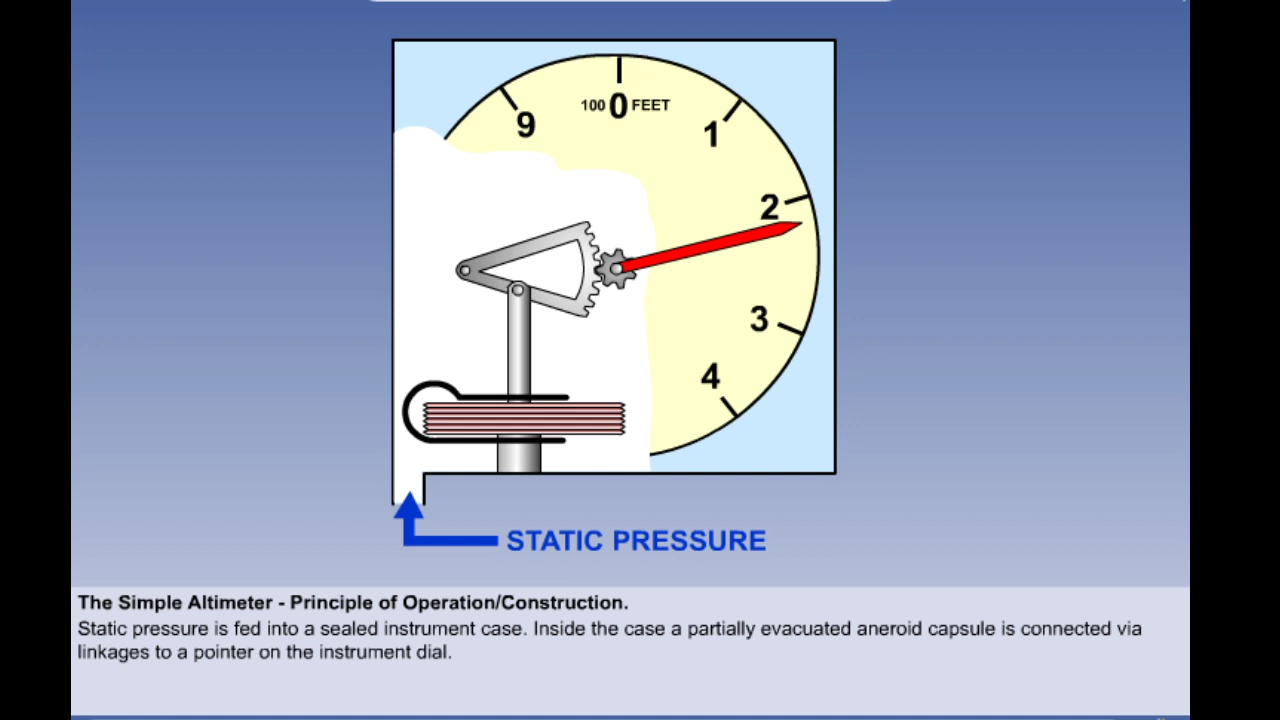 100 0 FEET
9
1
2
3
4
STATIC PRESSURE
The Simple Altimeter - Principle of Operation/Construction.
Static pressure is fed into a sealed instrument case. Inside the case a partially evacuated aneroid capsule is connected via
linkages to a pointer on the instrument dial.